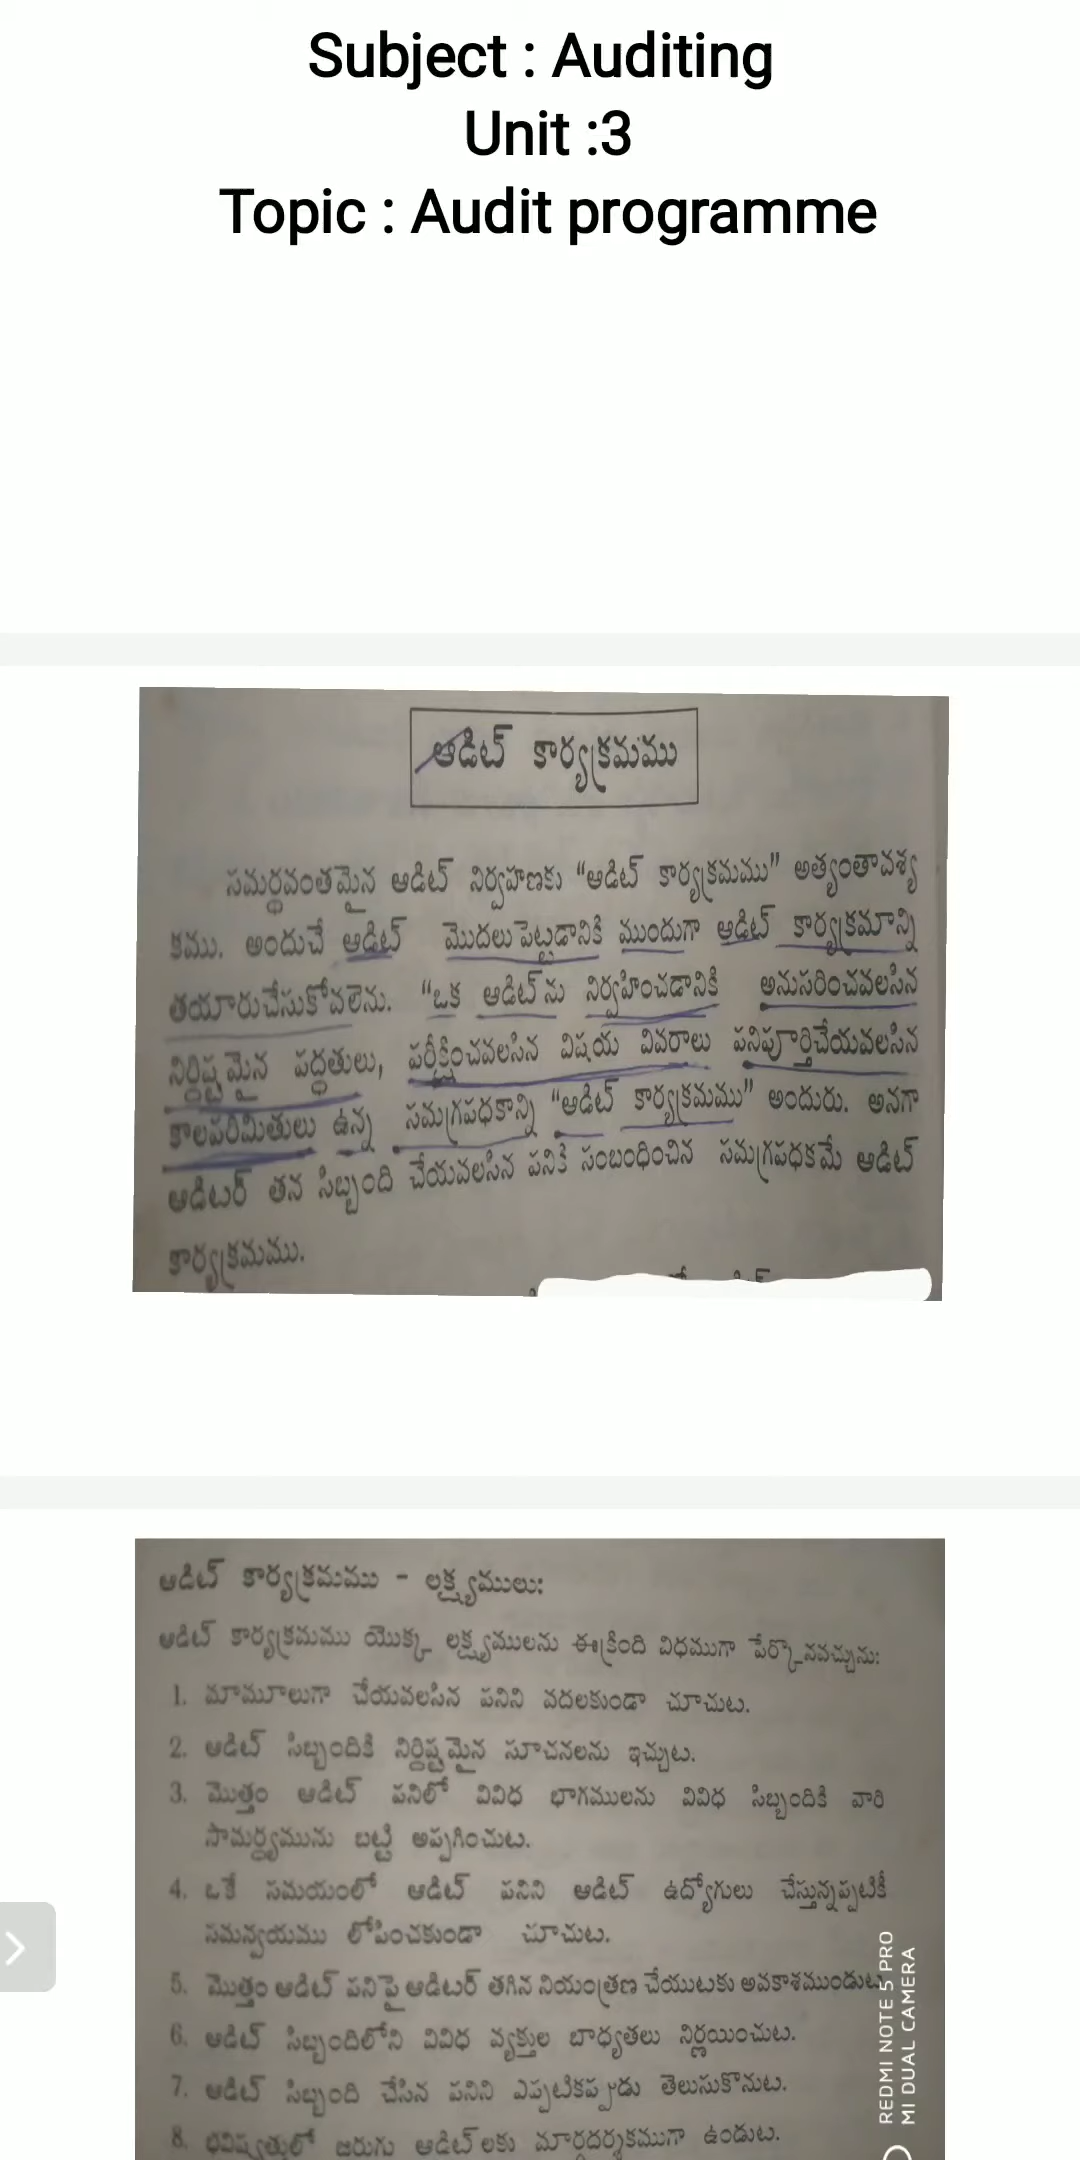 Subject : Auditing
Unit :3
Topic : Audit programme
ఆడిట్ కార్యక్రమము
సమర్థవంతమైన ఆడిట్ నిర్వహణకు "ఆడిట్ కార్యక్రమము" అత్యంతావశ్య
కము. అందుచే ఆడిట్ మొదలుపెట్టడానికి ముందుగా ఆడిట్ కార్యక్రమాన్ని
తయారుచేసుకోవలెను. "ఒక ఆడిట్‌ను నిర్వహించడానికి అనుసరించవలసిన
నిర్దిష్టమైన పద్ధతులు, పరీక్షించవలసిన విషయ వివరాలు పనిపూర్తిచేయవలసిన
కాలపరిమితులు ఉన్న సమగ్రపధకాన్ని "ఆడిట్ కార్యక్రమము" అందురు. అనగా
ఆడిటర్ తన సిబ్బంది చేయవలసిన పనికి సంబంధించిన సమగ్రపధకమే ఆడిట్
కార్యక్రమము.
ఆడిట్ కార్యక్రమము - లక్ష్యములు:
ఆడిట్ కార్యక్రమము యొక్క లక్ష్యములను ఈక్రింది విధముగా పేర్కొనవచ్చును:
1. మామూలుగా చేయవలసిన పనిని వదలకుండా చూచుట.
2. ఆడిట్ సిబ్బందికి నిర్దిష్టమైన సూచనలను ఇచ్చుట.
3. మొత్తం ఆడిట్ పనిలో వివిధ భాగములను వివిధ సిబ్బందికి వారి
సామర్థ్యమును బట్టి అప్పగించుట.
4. ఒకే సమయంలో ఆడిట్ పనిని ఆడిట్ ఉద్యోగులు చేస్తున్నప్పటికీ
సమన్వయము లోపించకుండా చూచుట.
5. మొత్తం ఆడిట్ పనిపై ఆడిటర్ తగిన నియంత్రణ చేయుటకు అవకాశముండుట
6. ఆడిట్ సిబ్బందిలోని వివిధ వ్యక్తుల బాధ్యతలు నిర్ణయించుట.
7. ఆడిట్ సిబ్బంది చేసిన పనిని ఎప్పటికప్పుడు తెలుసుకొనుట.
8. భవిష్యత్తులో జరుగు ఆడిట్‌లకు మార్గదర్శకముగా ఉండుట.
REDMI NOTE 5 PRO
MI DUAL CAMERA